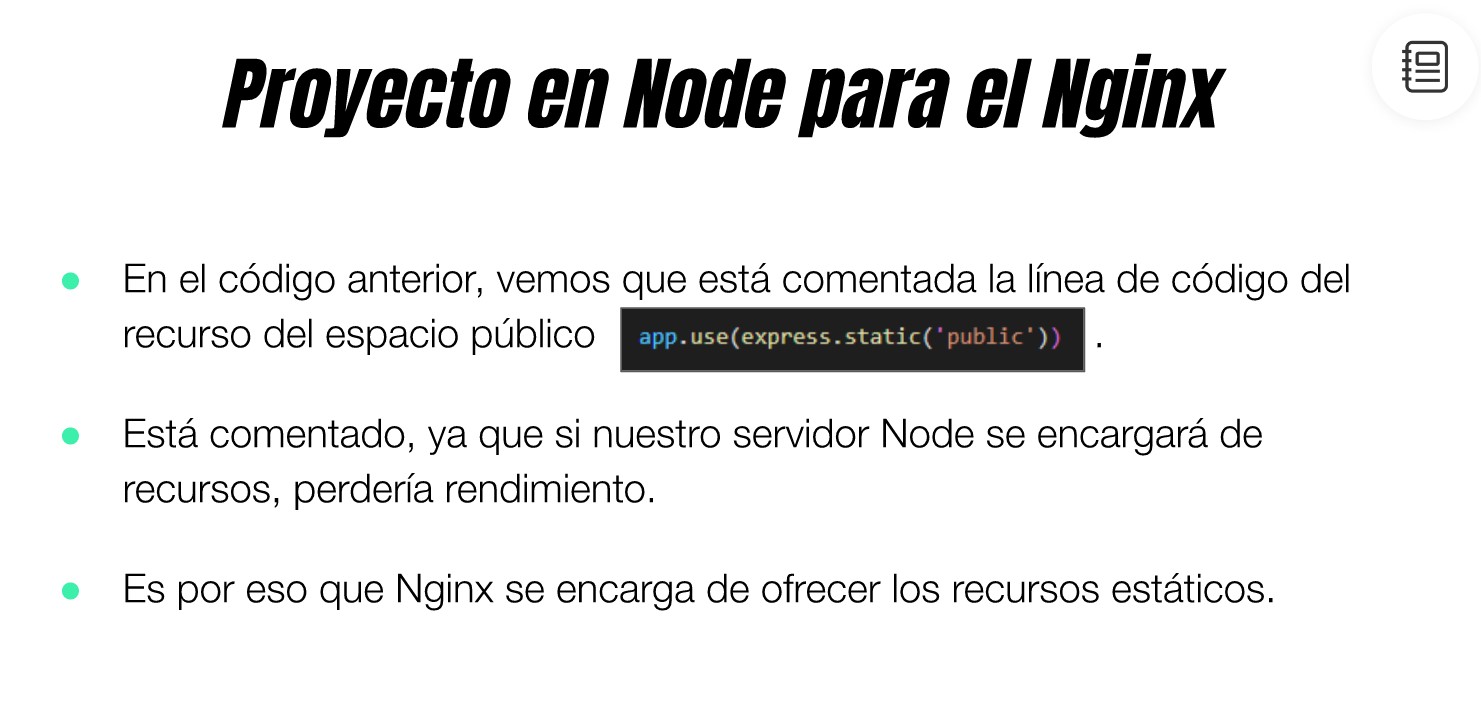 Proyecto en Node para el Nginx
En el código anterior, vemos que está comentada la línea de código del
recurso del espacio público app.use(express.static('public')) .
Está comentado, ya que si nuestro servidor Node se encargará de
recursos, perdería rendimiento.
Es por eso que Nginx se encarga de ofrecer los recursos estáticos.